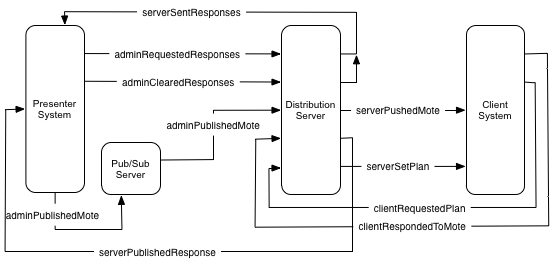 serverSentResponses
adminRequestedResponses
adminClearedResponses
Presenter
System
Distribution
Server
serverPushedMote
Client
System
adminPublishedMote
Pub/Sub
Server
serverSetPlan
adminPublishedMote
clientRequestedPlan
clientRespondedToMote
serverPublishedResponse